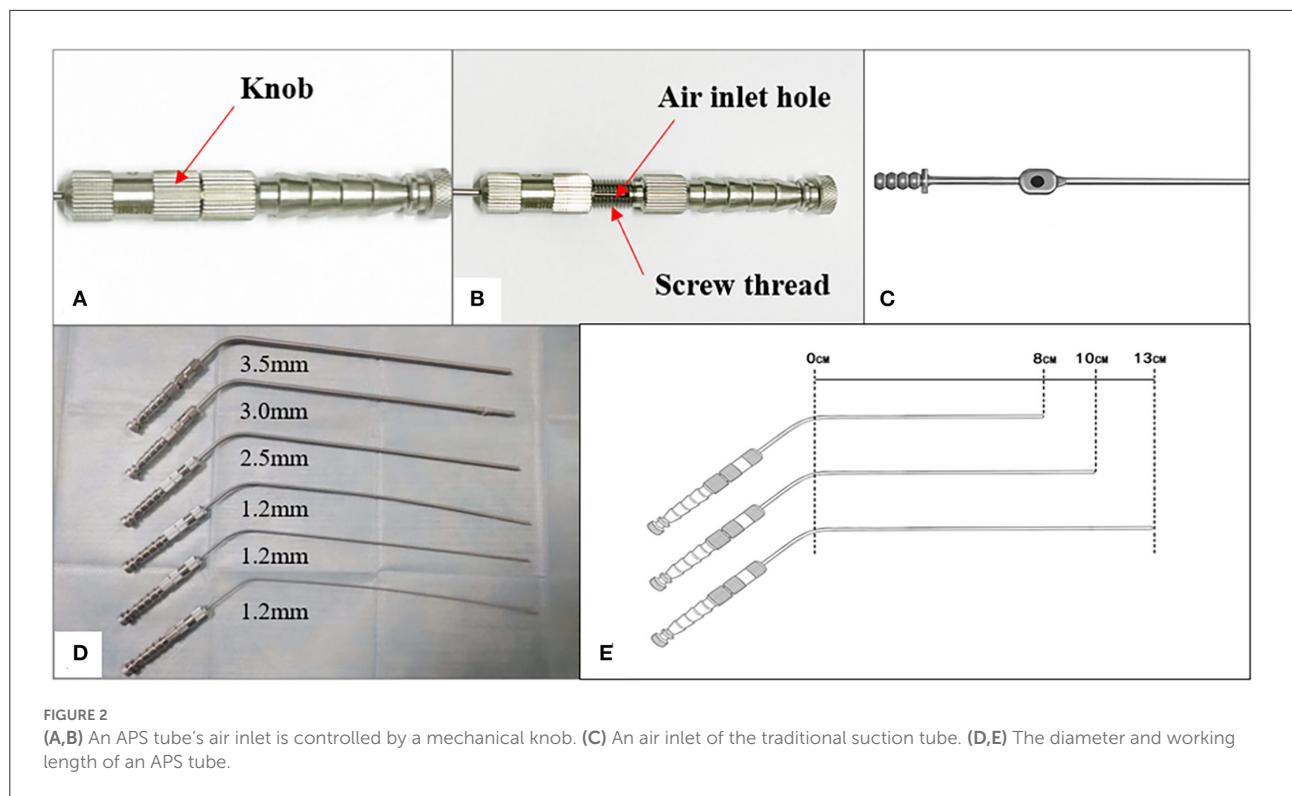 Knob
A
Air inlet hole
Screw thread
B
C
3.5mm
3.0mm
2.5mm
1.2mm
1.2mm
1.2mm
D
0CM 8CM 10CM 13CM
E
FIGURE 2
(A,B) An APS tube's air inlet is controlled by a mechanical knob. (C) An air inlet of the traditional suction tube. (D,E) The diameter and working
length of an APS tube.